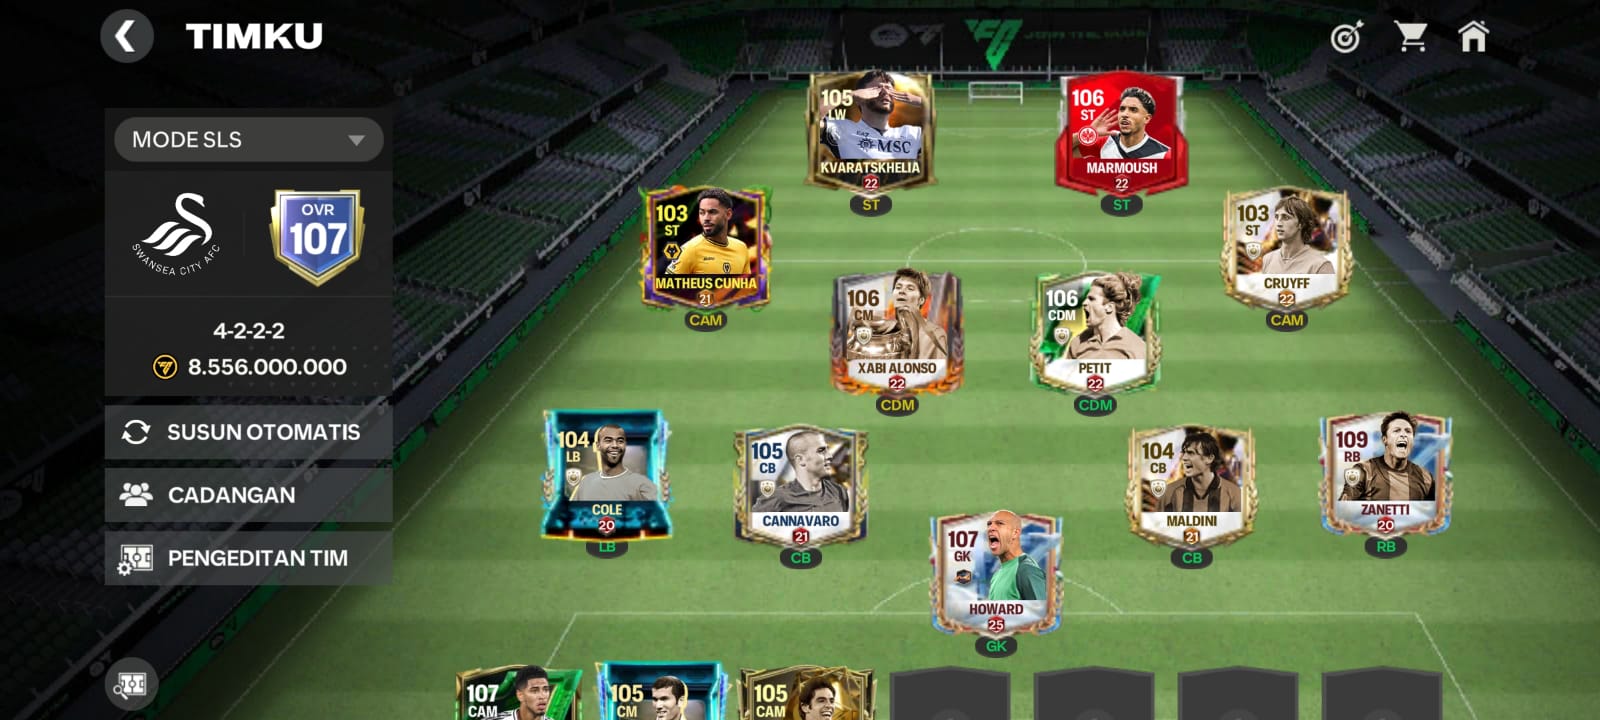 TIMKU
MODE SLS
SWANSEA CITY AFC
OVR
107
4-2-2-2
8.556.000.000
SUSUN OTOMATIS
CADANGAN
PENGEDITAN TIM
JOIN THE CLUB
105
LW
MSC
KVARATSKHELIA
22
ST
106
ST
MARMOUSH
22
ST
103
ST
MATHEUS CUNHA
21
CAM
103
ST
CRUYFF
22
CAM
106
CM
XABI ALONSO
22
CDM
106
CDM
PETIT
22
CDM
104
LB
COLE
20
LB
105
CB
CANNAVARO
21
CB
104
CB
MALDINI
21
CB
109
RB
ZANETTI
20
RB
107
GK
HOWARD
25
GK
107
CAM
105
CM
105
CAM